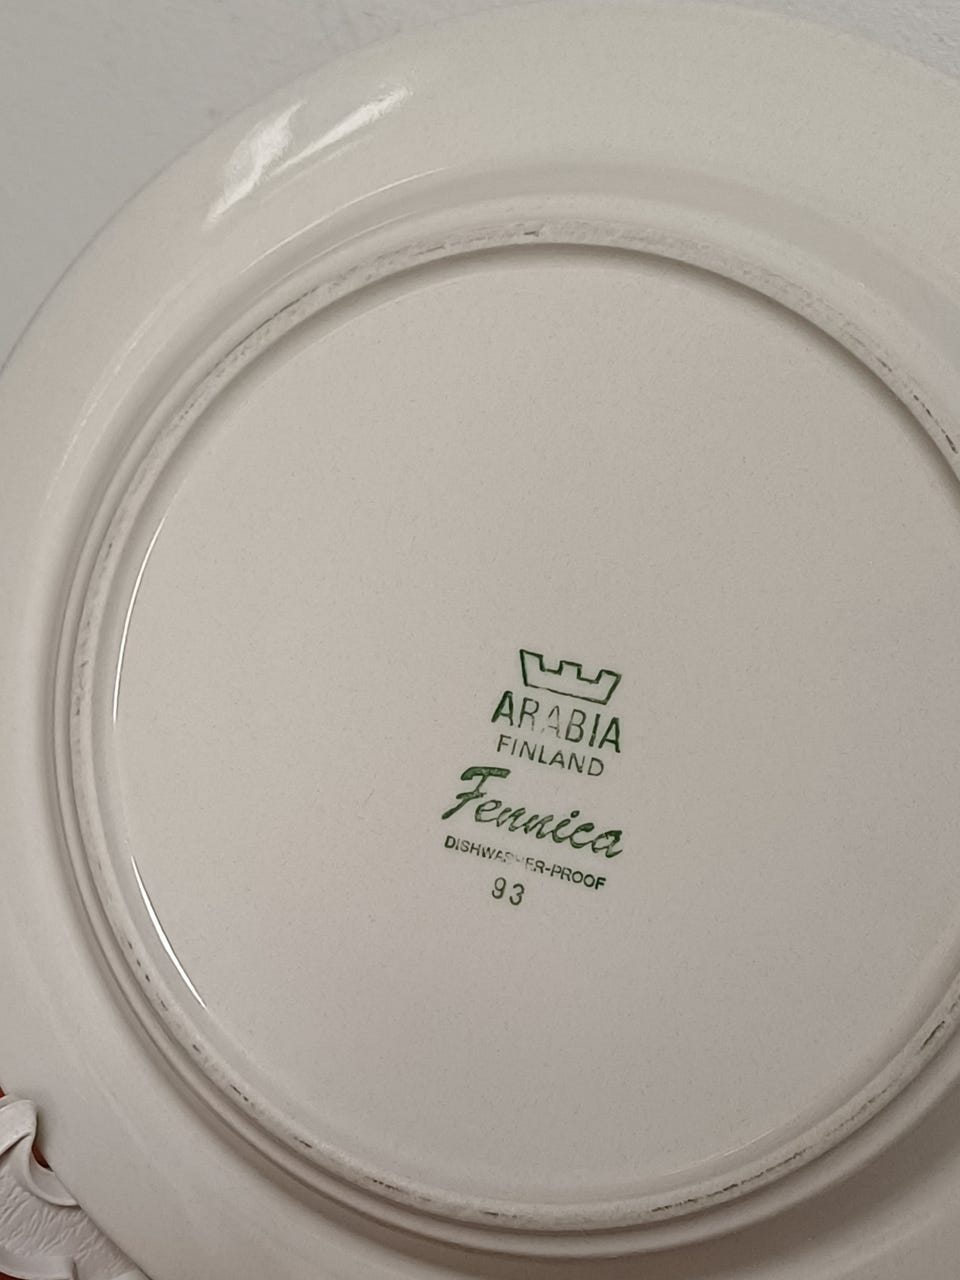 ARABIA
FINLAND
Fennica
DISHWASHER-PROOF
93